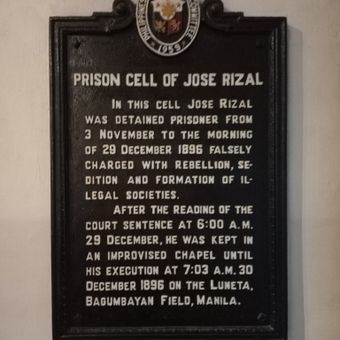 PHILIPPINES
COMMITTEE
1959
PRISON CELL OF JOSE RIZAL
IN THIS CELL JOSE RIZAL
WAS DETAINED PRISONER FROM
3 NOVEMBER TO THE MORNING
OF 29 DECEMBER 1896 FALSELY
CHARGED WITH REBELLION, SE-
DITION AND FORMATION OF IL-
LEGAL SOCIETIES.
AFTER THE READING OF THE
COURT SENTENCE AT 6:00 A.M.
29 DECEMBER, HE WAS KEPT IN
AN IMPROVISED CHAPEL UNTIL
HIS EXECUTION AT 7:03 A.M. 30
DECEMBER 1896 ON THE LUNETA,
BAGUMBAYAN FIELD, MANILA.